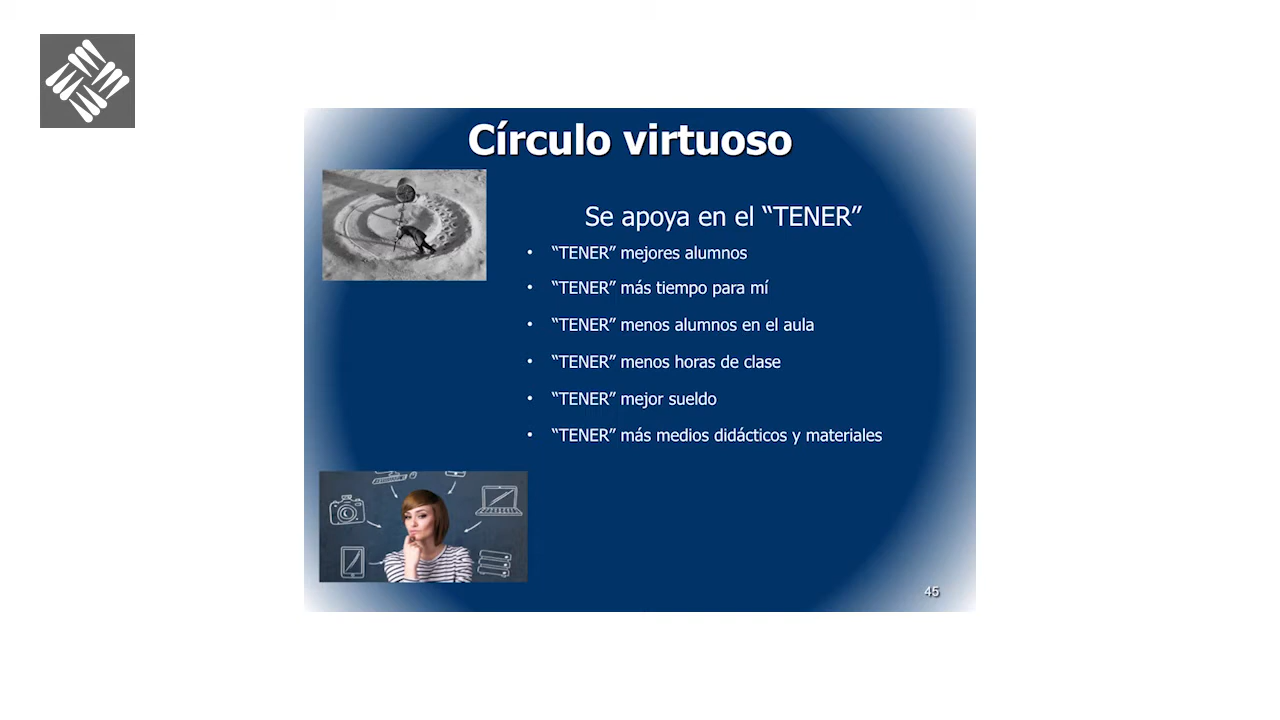 Círculo virtuoso
Se apoya en el “TENER”
• “TENER” mejores alumnos
• “TENER” más tiempo para mí
• “TENER” menos alumnos en el aula
• “TENER” menos horas de clase
• “TENER” mejor sueldo
• “TENER” más medios didácticos y materiales
45